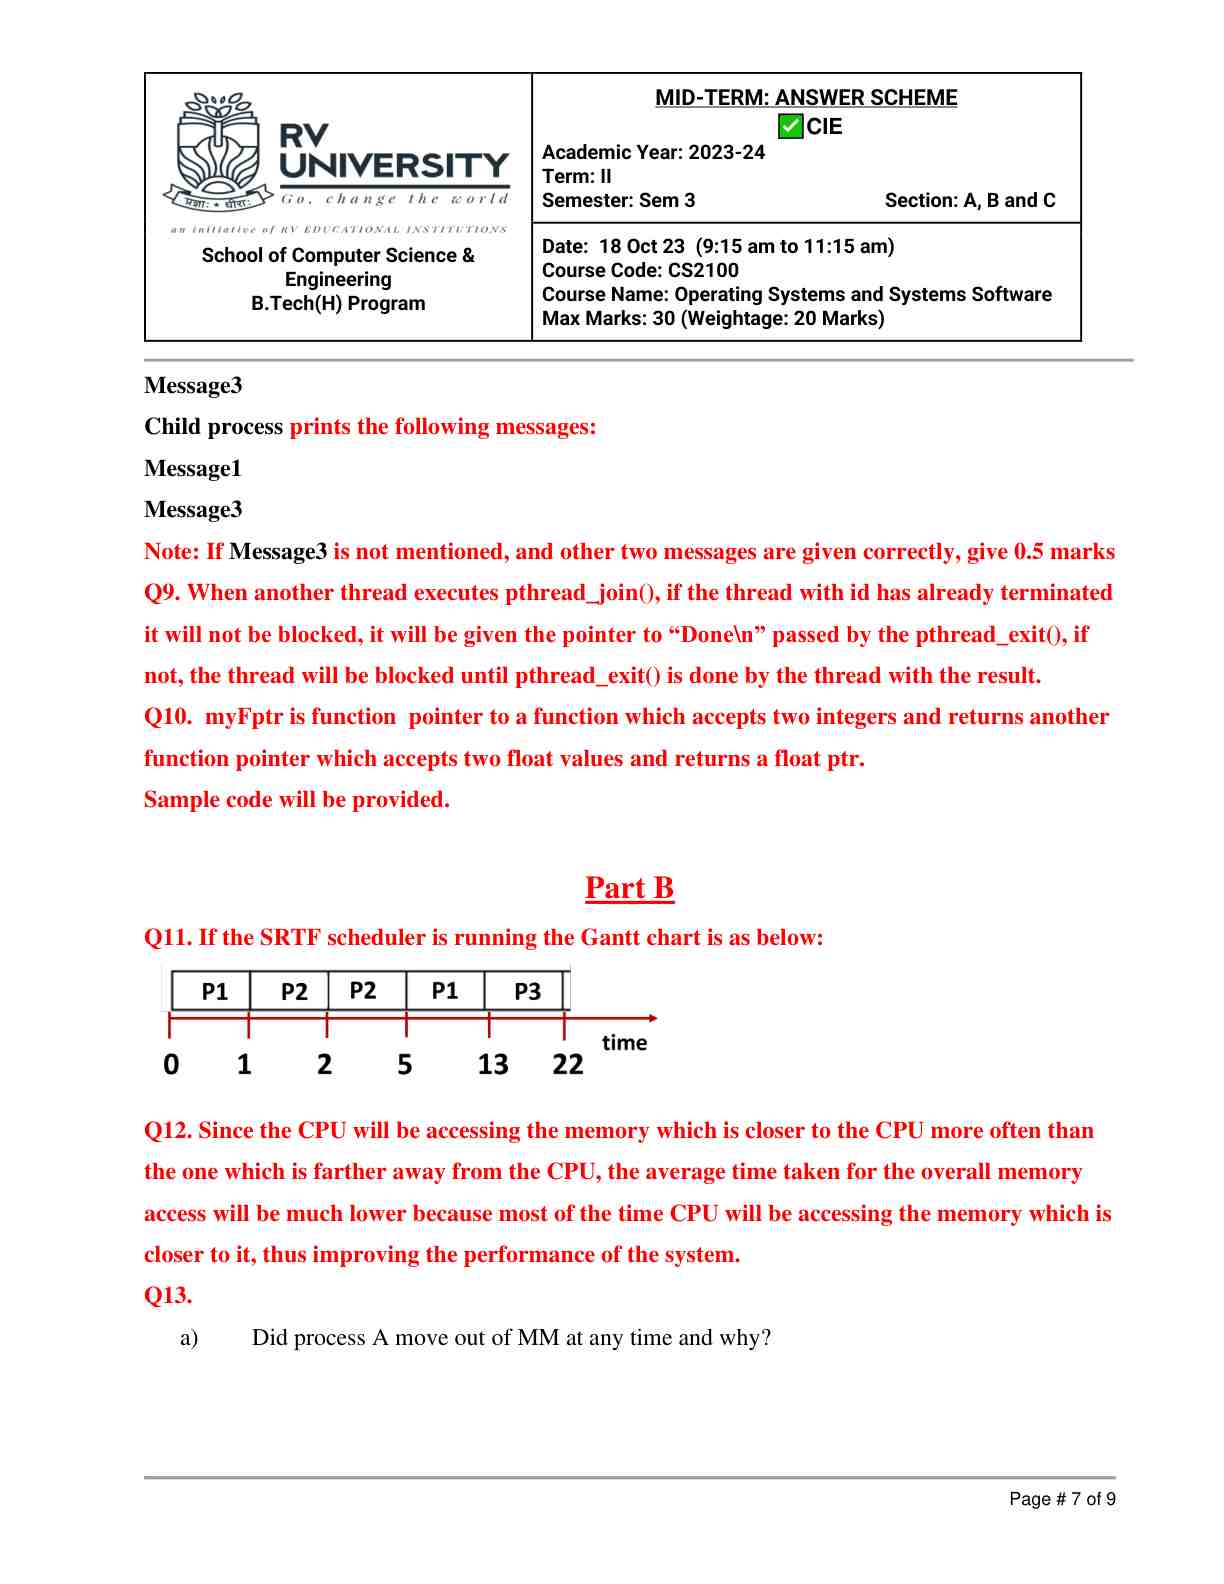 RV
UNIVERSITY
Go, change the world
प्रज्ञाः ★ धीराः
an initiative of RV EDUCATIONAL INSTITUTIONS
School of Computer Science &
Engineering
B.Tech(H) Program
MID-TERM: ANSWER SCHEME
✅CIE
Academic Year: 2023-24
Term: II
Semester: Sem 3 Section: A, B and C
Date: 18 Oct 23 (9:15 am to 11:15 am)
Course Code: CS2100
Course Name: Operating Systems and Systems Software
Max Marks: 30 (Weightage: 20 Marks)
Message3
Child process prints the following messages:
Message1
Message3
Note: If Message3 is not mentioned, and other two messages are given correctly, give 0.5 marks
Q9. When another thread executes pthread_join(), if the thread with id has already terminated
it will not be blocked, it will be given the pointer to “Done\n” passed by the pthread_exit(), if
not, the thread will be blocked until pthread_exit() is done by the thread with the result.
Q10. myFptr is function pointer to a function which accepts two integers and returns another
function pointer which accepts two float values and returns a float ptr.
Sample code will be provided.
Part B
Q11. If the SRTF scheduler is running the Gantt chart is as below:
P1 P2 P2 P1 P3
time
0 1 2 5 13 22
Q12. Since the CPU will be accessing the memory which is closer to the CPU more often than
the one which is farther away from the CPU, the average time taken for the overall memory
access will be much lower because most of the time CPU will be accessing the memory which is
closer to it, thus improving the performance of the system.
Q13.
a) Did process A move out of MM at any time and why?
Page # 7 of 9